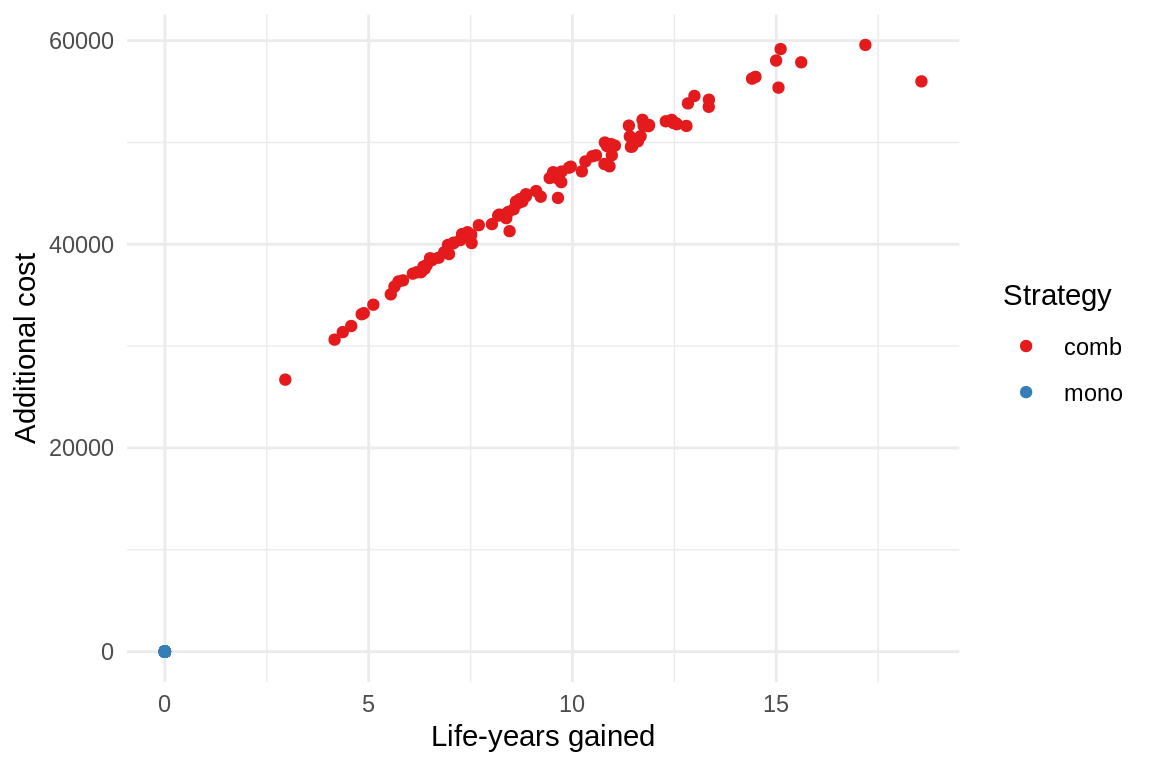 60000
40000
20000
0
0
5
10
15
Additional cost
Life-years gained
Strategy
comb
mono